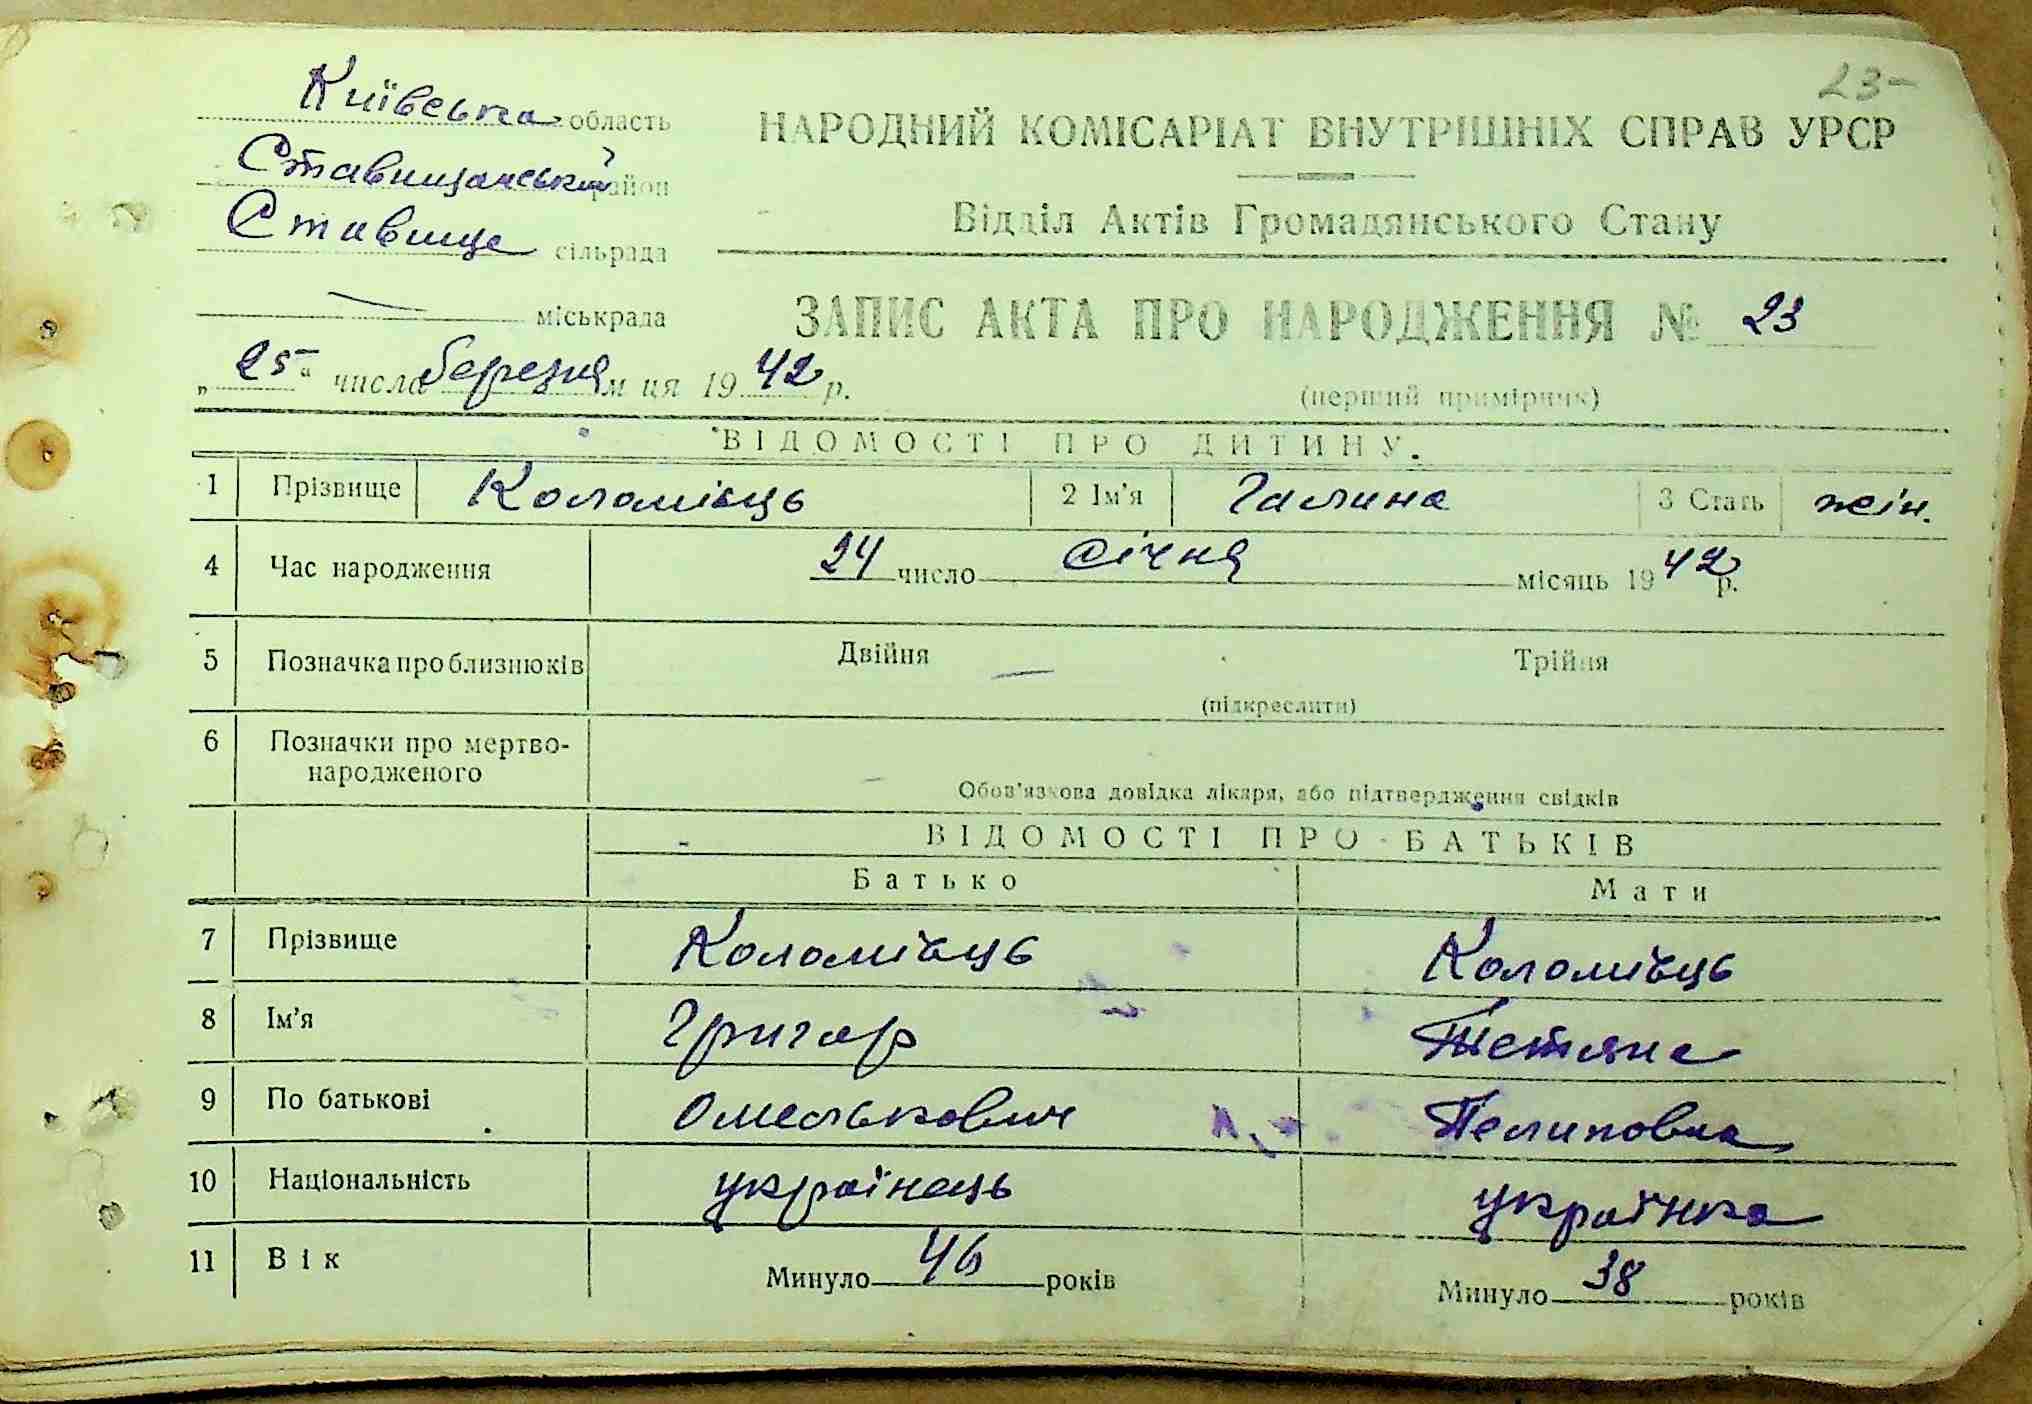 23-
Київська область
Ставищанський район
Ставище сільрада
— міськрада
„25“ числа березня м ця 1942 р.
НАРОДНИЙ КОМІСАРІАТ ВНУТРІШНІХ СПРАВ УРСР
Відділ Актів Громадянського Стану
ЗАПИС АКТА ПРО НАРОДЖЕННЯ № 23
(перший примірник)
ВІДОМОСТІ ПРО ДИТИНУ.
1 Прізвище Коломієць 2 Ім'я Галина 3 Стать жін.
4 Час народження 24 число січня місяць 1942 р.
5 Позначка про близнюків Двійня — Трійня
(підкреслити)
6 Позначки про мертво-
народженого
Обов'язкова довідка лікаря, або підтвердження свідків
ВІДОМОСТІ ПРО БАТЬКІВ
Батько Мати
7 Прізвище Коломієць Коломієць
8 Ім'я Григор Тетяна
9 По батькові Омелькович Пелиповна
10 Національність українець українка
11 Вік Минуло 46 років Минуло 38 років